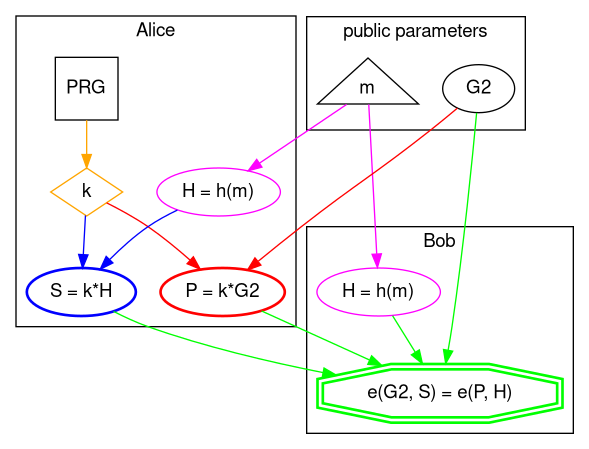 Alice
public parameters
PRG
m
G2
k
H = h(m)
Bob
S = k*H
P = k*G2
H = h(m)
e(G2, S) = e(P, H)